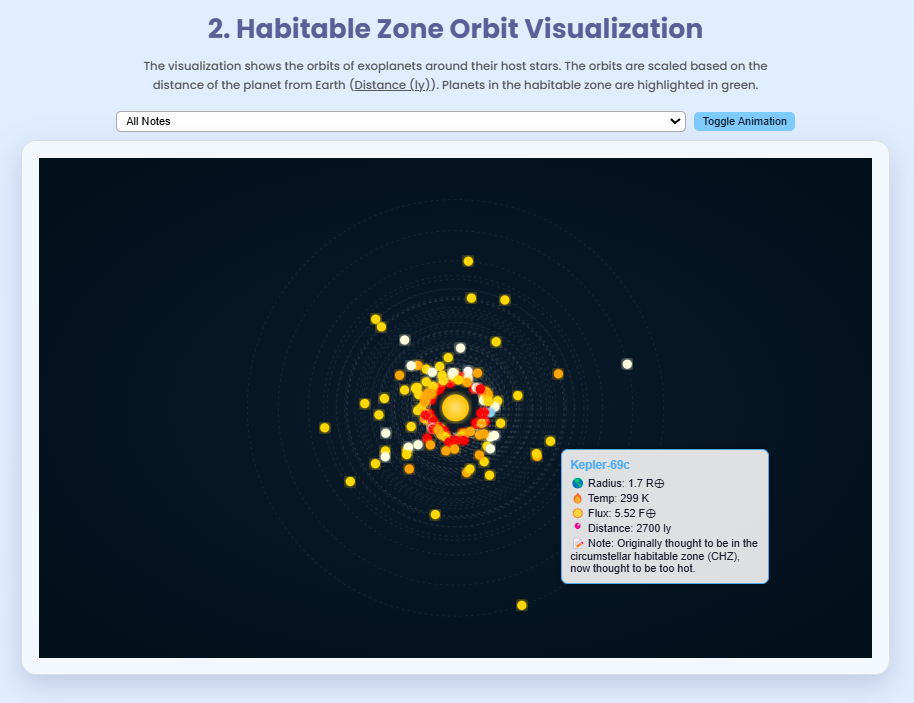 2. Habitable Zone Orbit Visualization
The visualization shows the orbits of exoplanets around their host stars. The orbits are scaled based on the
distance of the planet from Earth (Distance (ly)). Planets in the habitable zone are highlighted in green.
All Notes
Toggle Animation
Kepler-69c
Radius: 1.7 R⊕
Temp: 299 K
Flux: 5.52 F⊕
Distance: 2700 ly
Note: Originally thought to be in the
circumstellar habitable zone (CHZ),
now thought to be too hot.